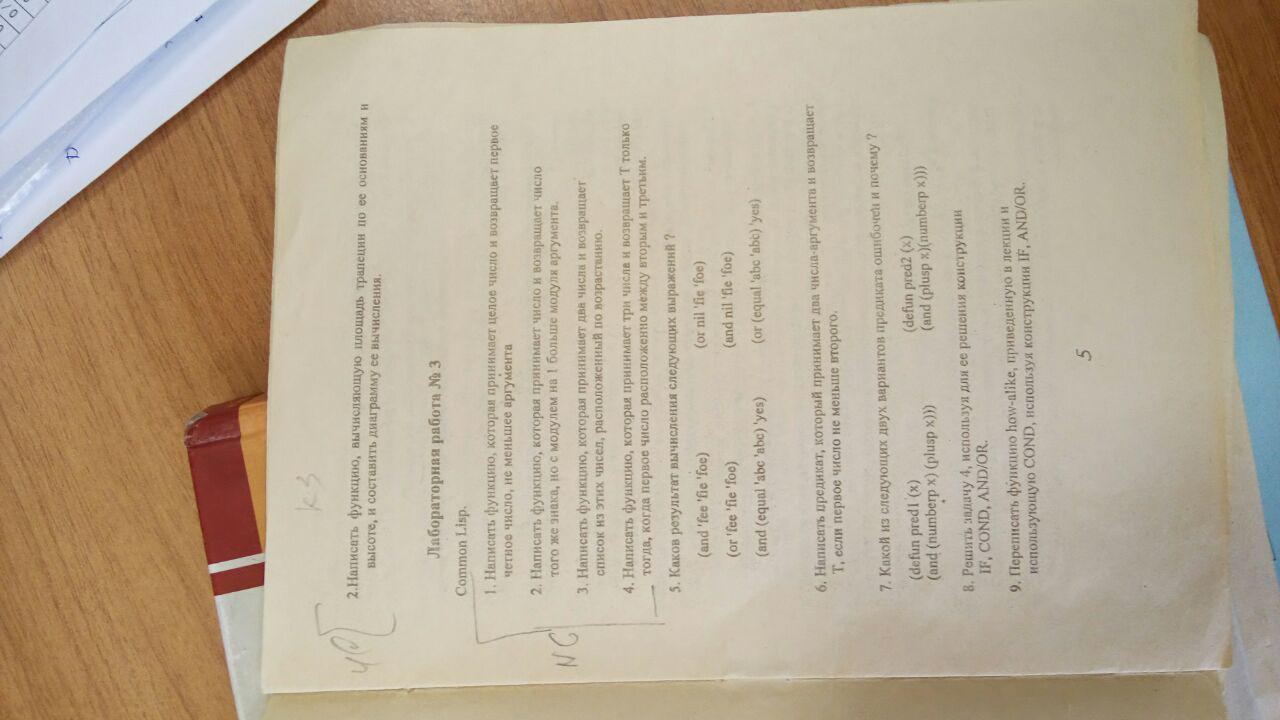 к.3
2.Написать функцию, вычисляющую площадь трапеции по ее основаниям и
высоте, и составить диаграмму ее вычисления.
Лабораторная работа № 3
Common Lisp.
1. Написать функцию, которая принимает целое число и возвращает первое
четное число, не меньшее аргумента
2. Написать функцию, которая принимает число и возвращает число
того же знака, но с модулем на 1 больше модуля аргумента.
3. Написать функцию, которая принимает два числа и возвращает
список из этих чисел, расположенный по возрастанию.
4. Написать функцию, которая принимает три числа и возвращает Т только
тогда, когда первое число расположенно между вторым и третьим.
5. Каков результат вычисления следующих выражений ?
(and 'fee 'fie 'foe) (or nil 'fie 'foe)
(or 'fee 'fie 'foe) (and nil 'fie 'foe)
(and (equal 'abc 'abc) 'yes) (or (equal 'abc 'abc) 'yes)
6. Написать предикат, который принимает два числа-аргумента и возвращает
Т, если первое число не меньше второго.
7. Какой из следующих двух вариантов предиката ошибочен и почему ?
(defun pred1 (x) (defun pred2 (x)
(and (numberp x) (plusp x))) (and (plusp x)(numberp x)))
8. Решить задачу 4, используя для ее решения конструкции
IF, COND, AND/OR.
9. Переписать функцию how-alike, приведенную в лекции и
использующую COND, используя конструкции IF, AND/OR.
5